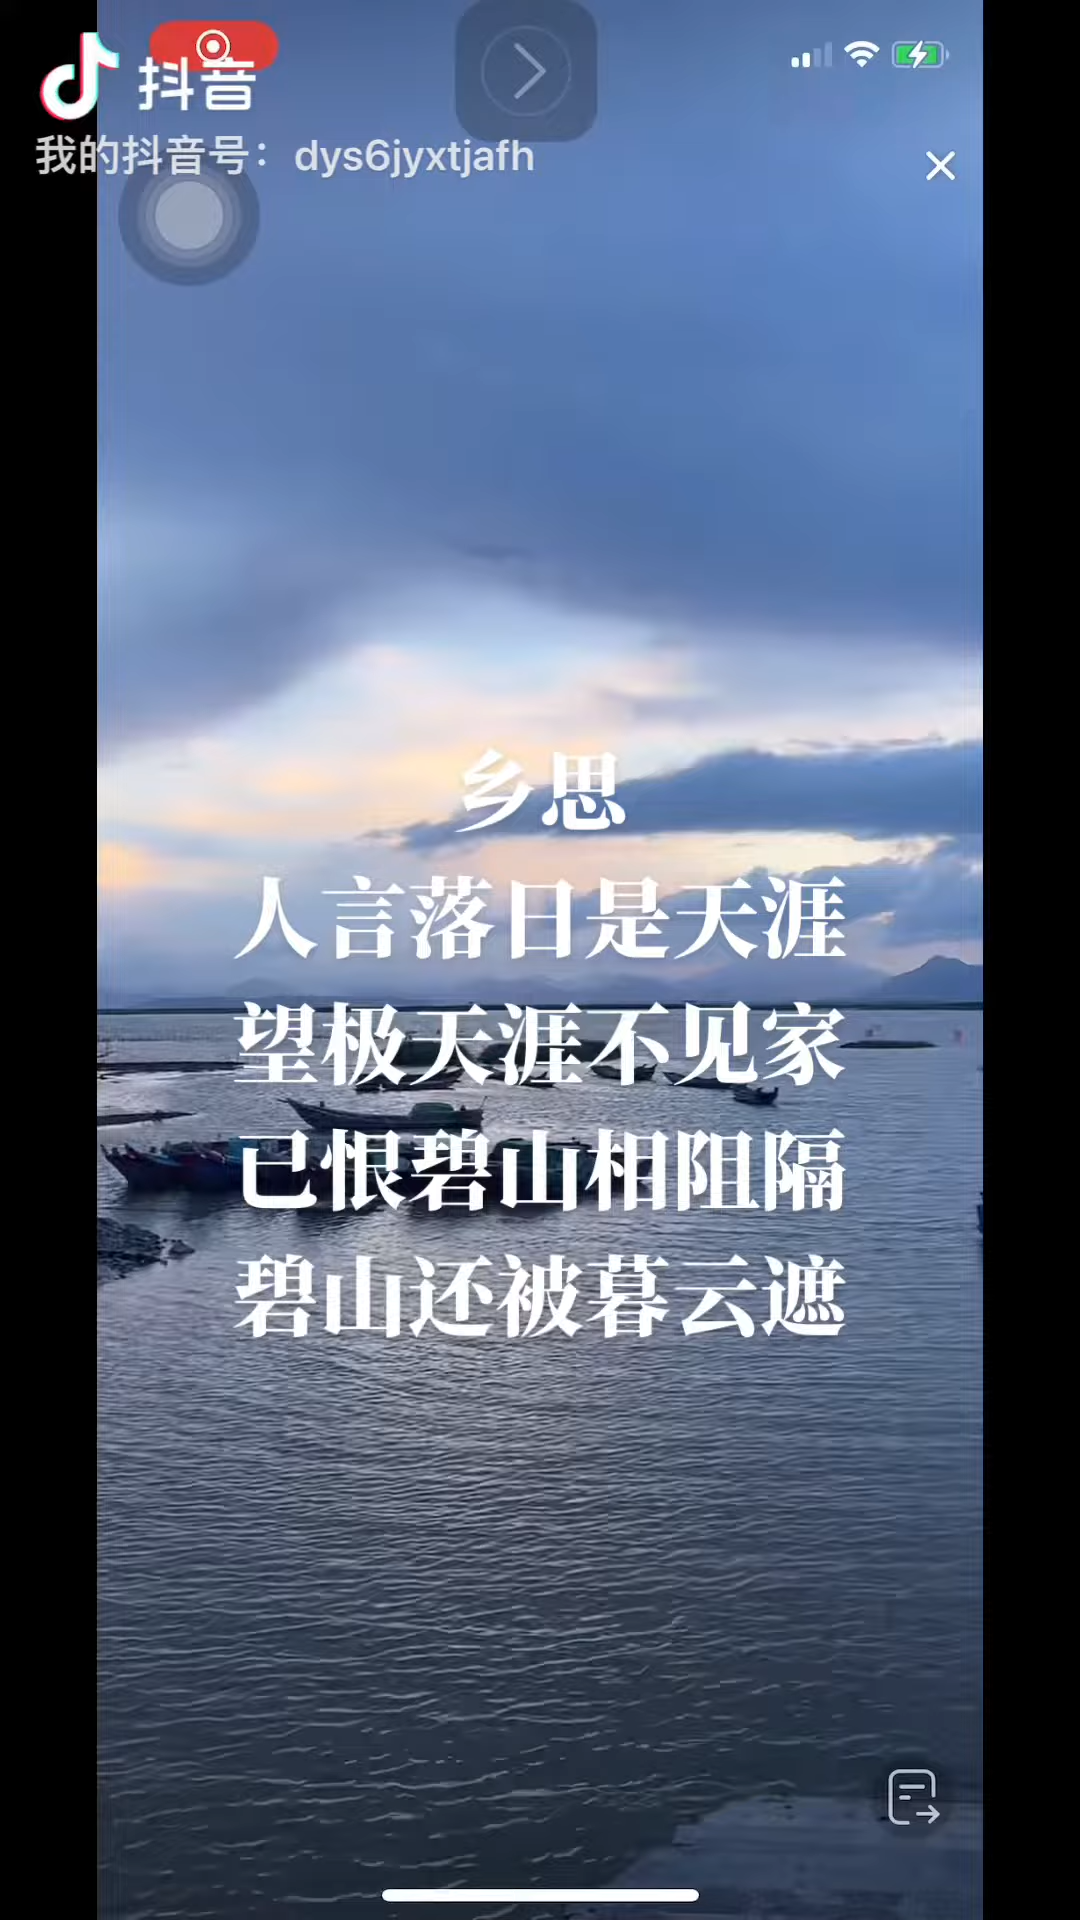 抖音
我的抖音号：dys6jyxtjafh
乡思
人言落日是天涯
望极天涯不见家
已恨碧山相阻隔
碧山还被暮云遮